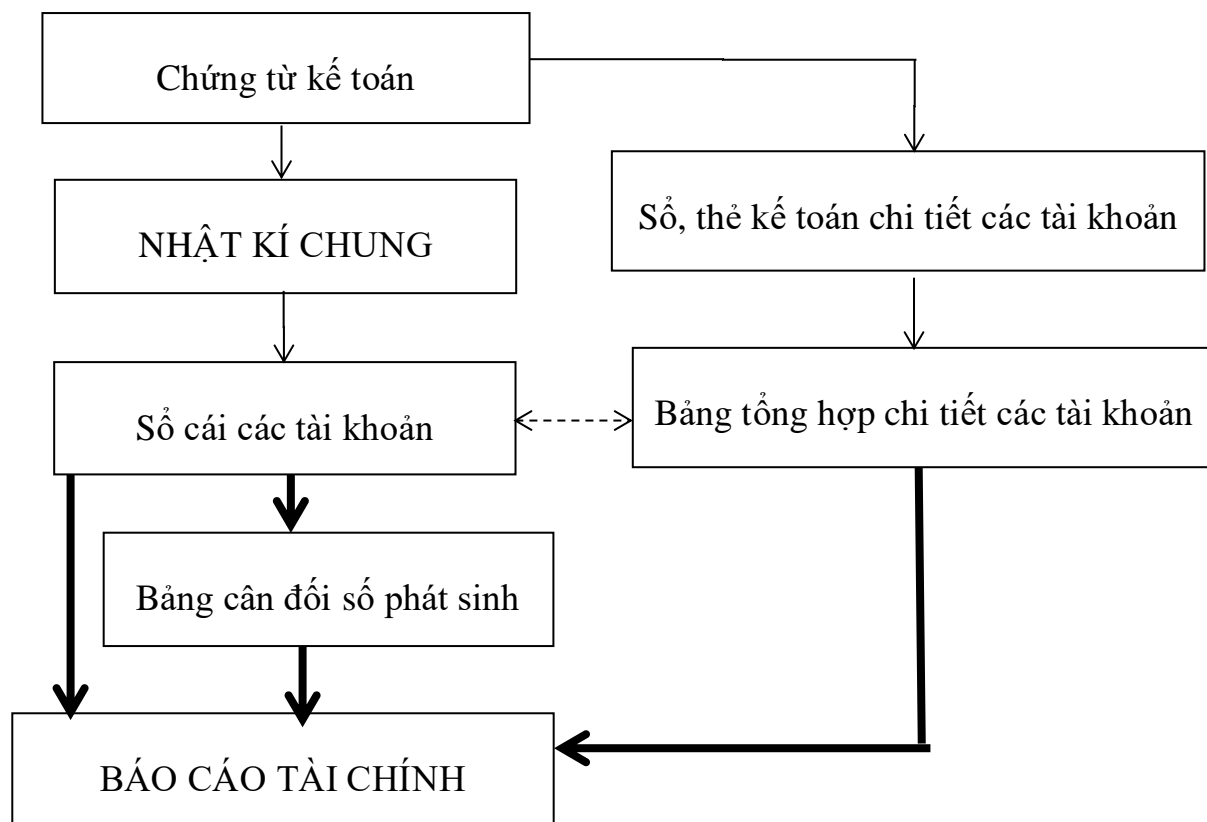 Chứng từ kế toán
Sổ, thẻ kế toán chi tiết các tài khoản
NHẬT KÍ CHUNG
Sổ cái các tài khoản
Bảng tổng hợp chi tiết các tài khoản
Bảng cân đối số phát sinh
BÁO CÁO TÀI CHÍNH